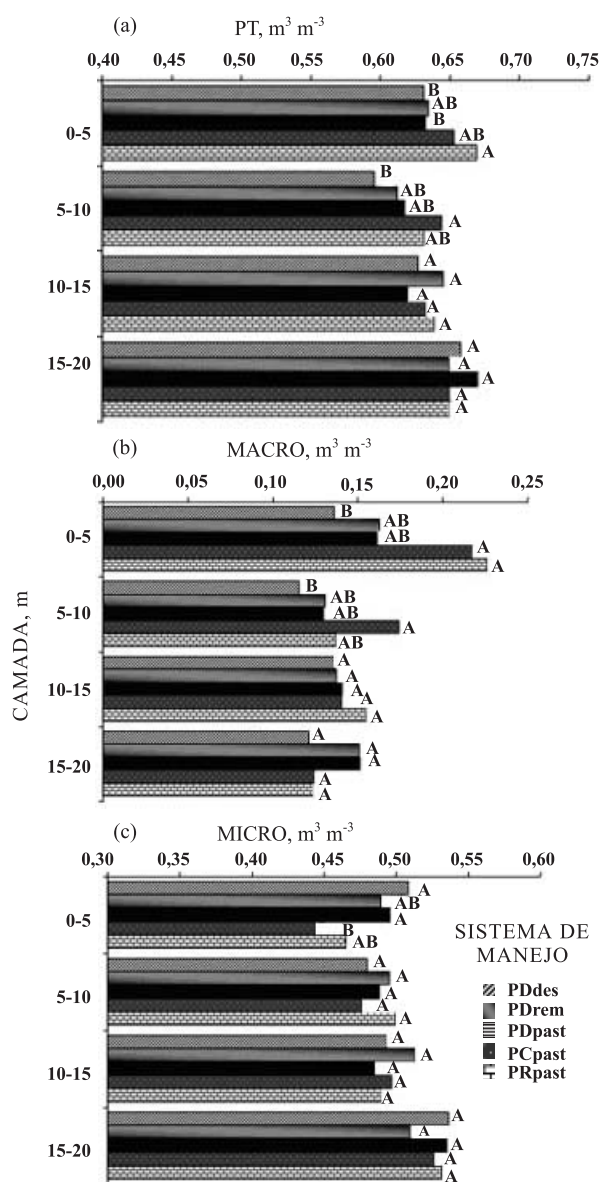 (a)
PT, m³ m⁻³
0,40 0,45 0,50 0,55 0,60 0,65 0,70 0,75
0-5
B
AB
B
AB
A
5-10
B
AB
AB
A
AB
10-15
A
A
A
A
A
15-20
A
A
A
A
A
(b)
MACRO, m³ m⁻³
0,00 0,10 0,15 0,20 0,25
CAMADA, m
0-5
B
AB
AB
A
A
5-10
B
AB
AB
A
AB
10-15
A
A
A
A
A
15-20
A
A
A
A
A
(c)
MICRO, m³ m⁻³
0,30 0,35 0,40 0,45 0,50 0,55 0,60
0-5
A
AB
A
B
AB
5-10
A
A
A
A
A
10-15
A
A
A
A
A
15-20
A
A
A
A
A
SISTEMA DE
MANEJO
PDdes
PDrem
PDpast
PCpast
PRpast